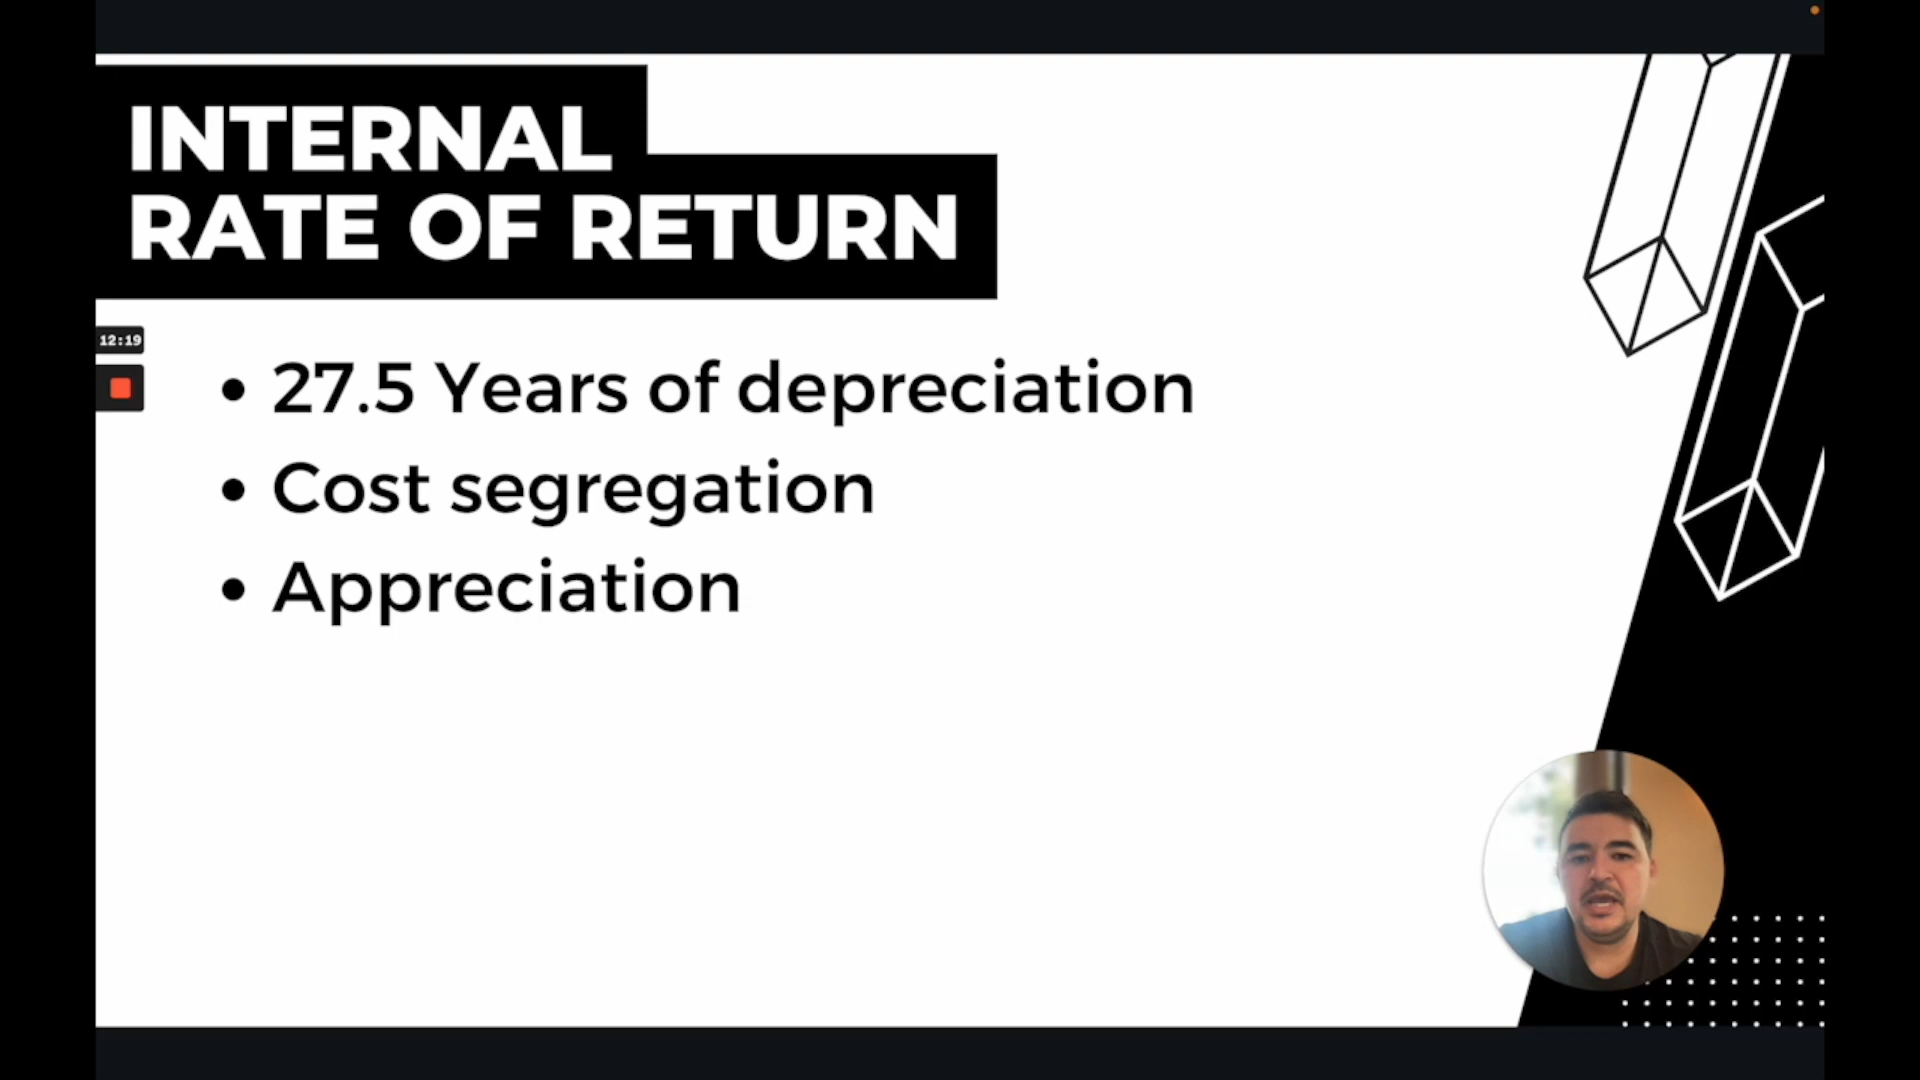 INTERNAL
RATE OF RETURN
12:19
• 27.5 Years of depreciation
• Cost segregation
• Appreciation